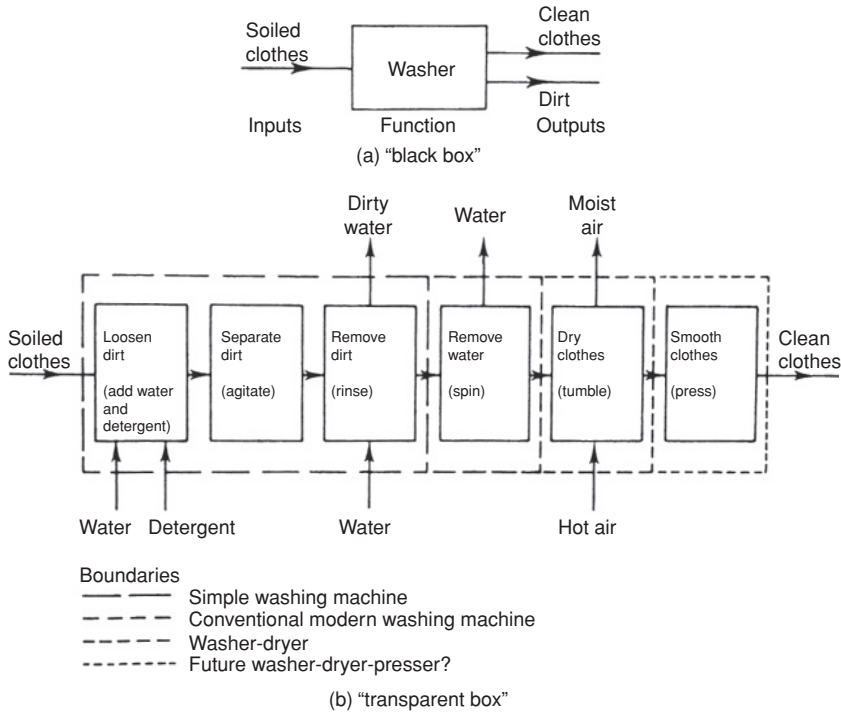 Soiled
clothes
Washer
Clean
clothes
Dirt
Inputs
Function
Outputs
(a) “black box”
Dirty
water
Water
Moist
air
Soiled
clothes
Loosen
dirt
(add water
and
detergent)
Separate
dirt
(agitate)
Remove
dirt
(rinse)
Remove
water
(spin)
Dry
clothes
(tumble)
Smooth
clothes
(press)
Clean
clothes
Water
Detergent
Water
Hot air
Boundaries
Simple washing machine
Conventional modern washing machine
Washer-dryer
Future washer-dryer-presser?
(b) “transparent box”